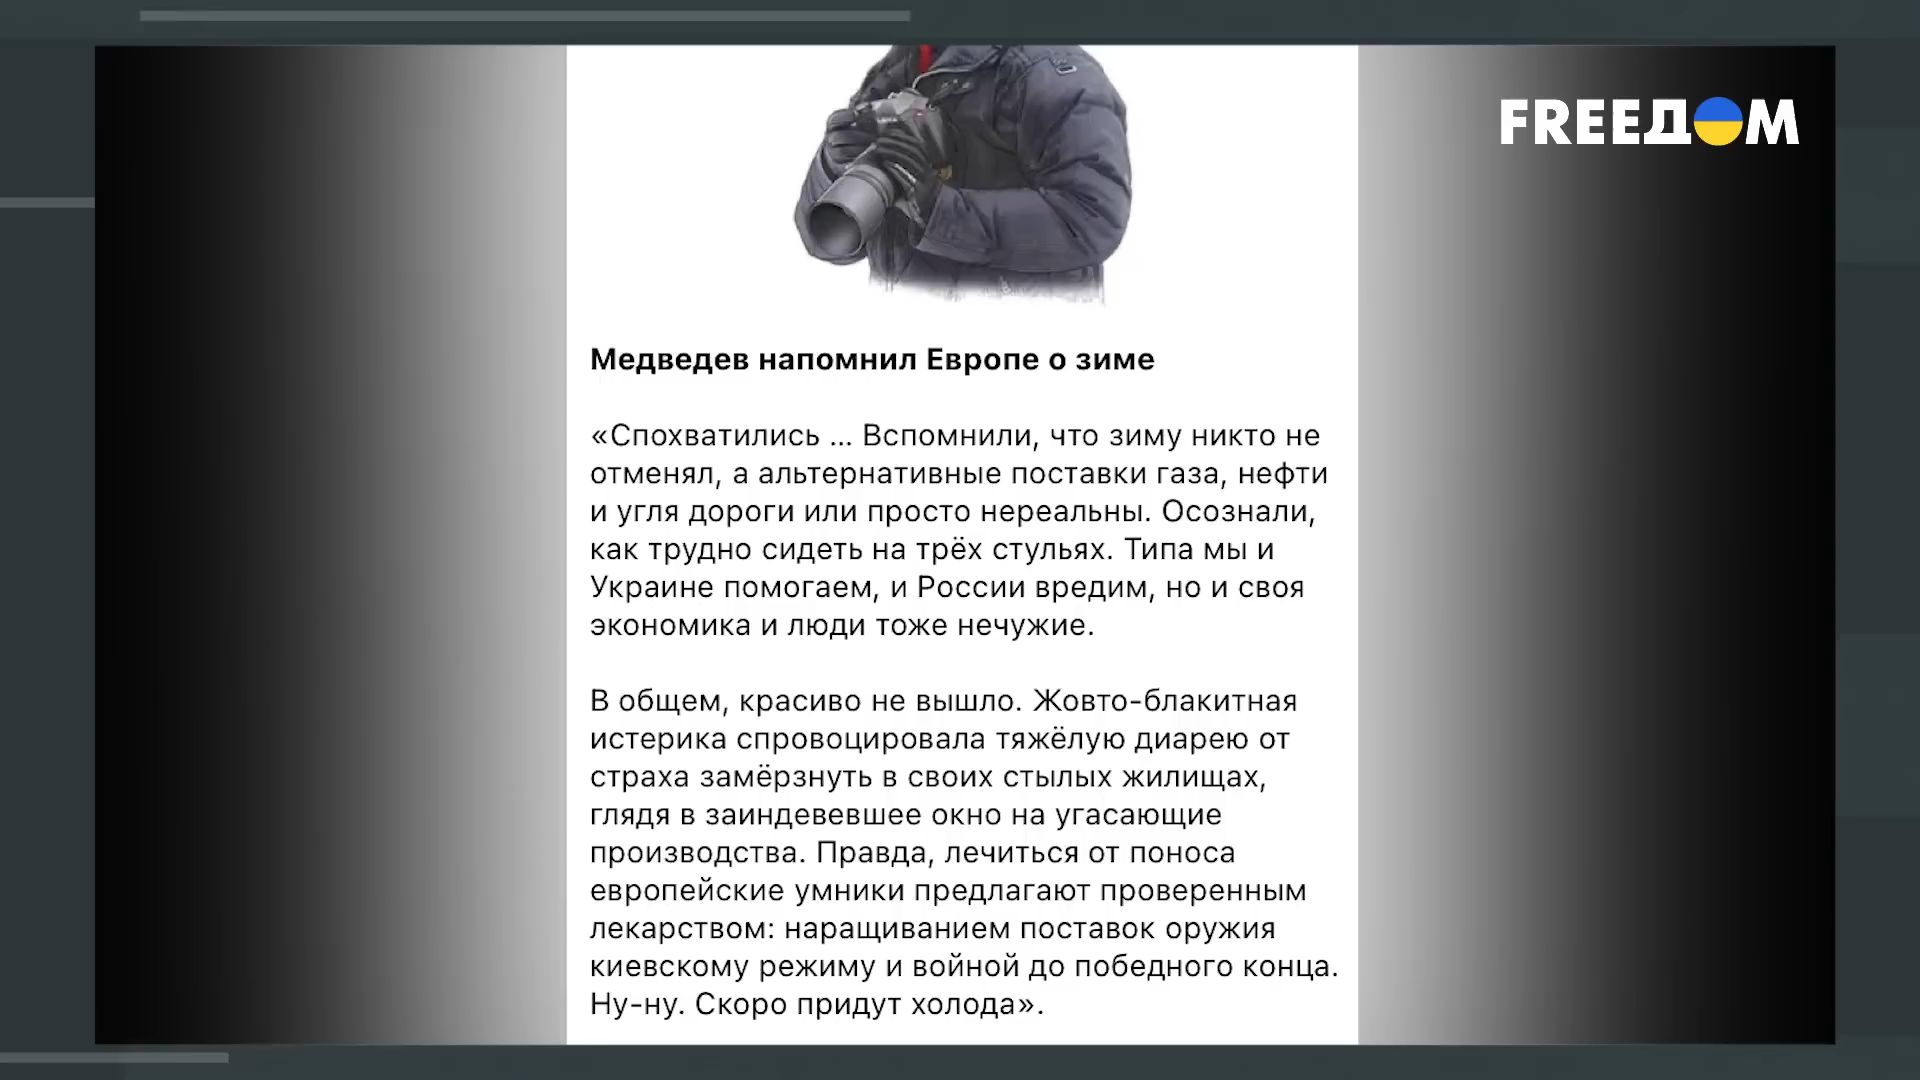 FREEДOM
Медведев напомнил Европе о зиме
«Спохватились ... Вспомнили, что зиму никто не
отменял, а альтернативные поставки газа, нефти
и угля дороги или просто нереальны. Осознали,
как трудно сидеть на трёх стульях. Типа мы и
Украине помогаем, и России вредим, но и своя
экономика и люди тоже нечужие.
В общем, красиво не вышло. Жовто-блакитная
истерика спровоцировала тяжёлую диарею от
страха замёрзнуть в своих стылых жилищах,
глядя в заиндевевшее окно на угасающие
производства. Правда, лечиться от поноса
европейские умники предлагают проверенным
лекарством: наращиванием поставок оружия
киевскому режиму и войной до победного конца.
Ну-ну. Скоро придут холода».